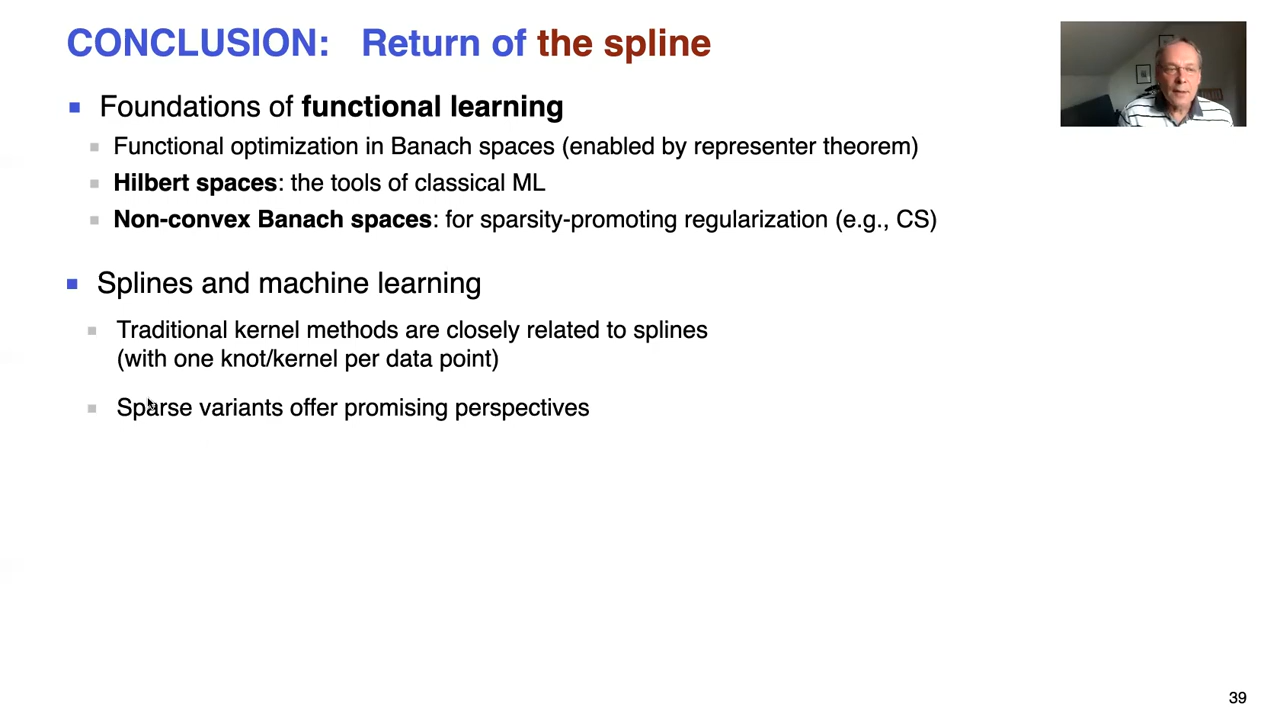 CONCLUSION: Return of the spline
Foundations of functional learning
Functional optimization in Banach spaces (enabled by representer theorem)
Hilbert spaces: the tools of classical ML
Non-convex Banach spaces: for sparsity-promoting regularization (e.g., CS)
Splines and machine learning
Traditional kernel methods are closely related to splines
(with one knot/kernel per data point)
Sparse variants offer promising perspectives
39